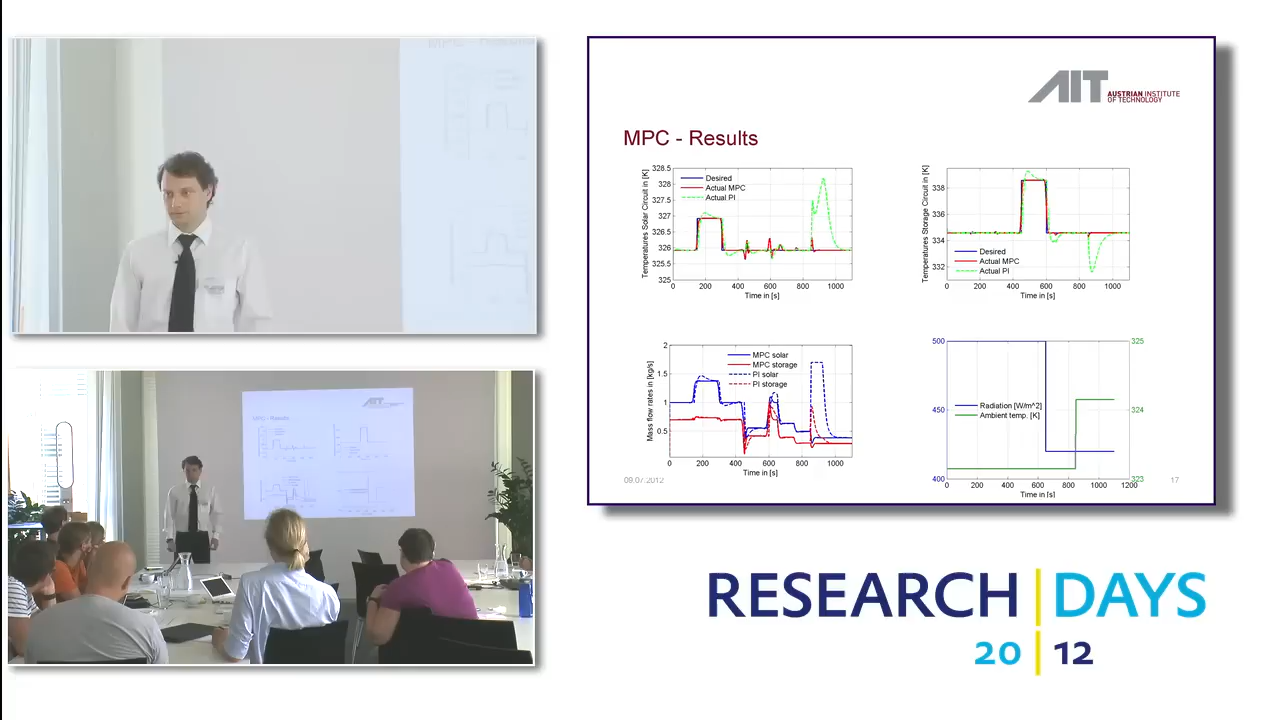 AIT
AUSTRIAN INSTITUTE
OF TECHNOLOGY
MPC - Results
328.5
328
327.5
327
326.5
326
325.5
325
Temperatures Solar Circuit in [K]
Desired
Actual MPC
Actual PI
0 200 400 600 800 1000
Time in [s]
338
336
334
332
Temperatures Storage Circuit in [K]
Desired
Actual MPC
Actual PI
0 200 400 600 800 1000
Time in [s]
2
1.5
1
0.5
Mass flow rates in [kg/s]
MPC solar
MPC storage
PI solar
PI storage
0 200 400 600 800 1000
Time in [s]
500
450
400
325
324
323
Radiation [W/m^2]
Ambient temp. [K]
0 200 400 600 800 1000 1200
Time in [s]
09.07.2012
17
RESEARCH DAYS
20 12
MPC - Results